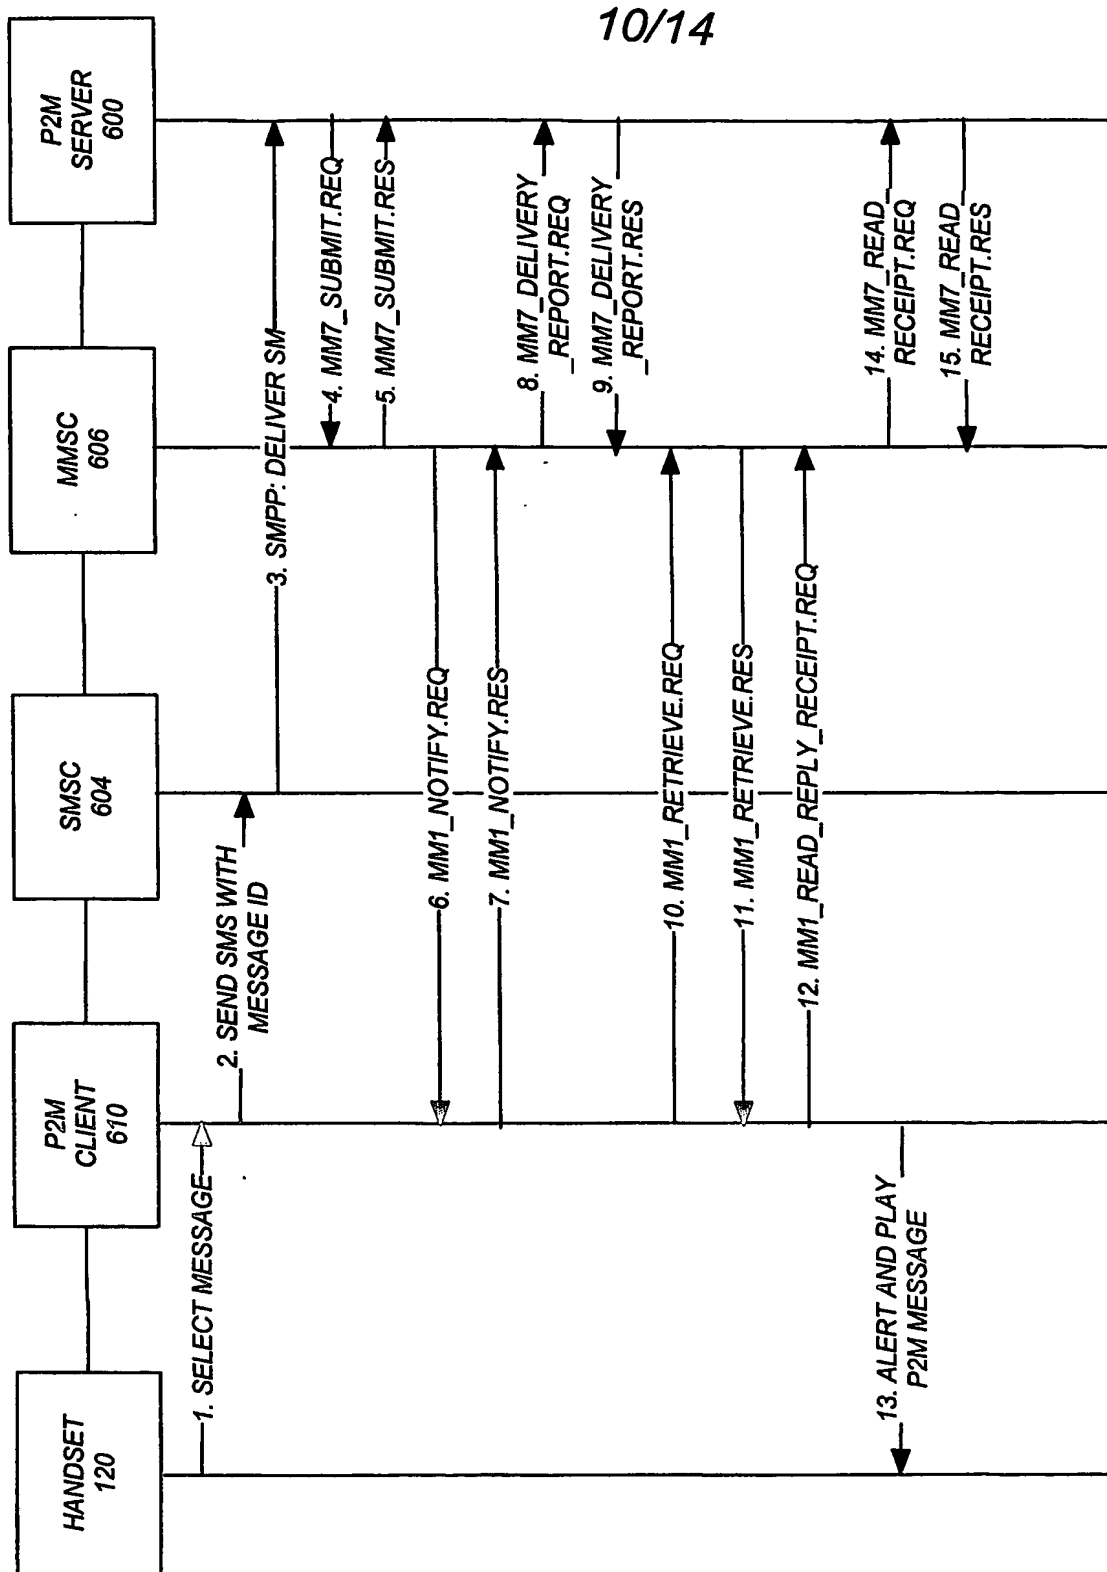 10/14
HANDSET
120
P2M
CLIENT
610
SMSC
604
MMSC
606
P2M
SERVER
600
1. SELECT MESSAGE
2. SEND SMS WITH
MESSAGE ID
3. SMPP: DELIVER SM
4. MM7_SUBMIT.REQ
5. MM7_SUBMIT.RES
6. MM1_NOTIFY.REQ
7. MM1_NOTIFY.RES
8. MM7_DELIVERY
_REPORT.REQ
9. MM7_DELIVERY
_REPORT.RES
10. MM1_RETRIEVE.REQ
11. MM1_RETRIEVE.RES
12. MM1_READ_REPLY_RECEIPT.REQ
13. ALERT AND PLAY
P2M MESSAGE
14. MM7_READ_
RECEIPT.REQ
15. MM7_READ_
RECEIPT.RES